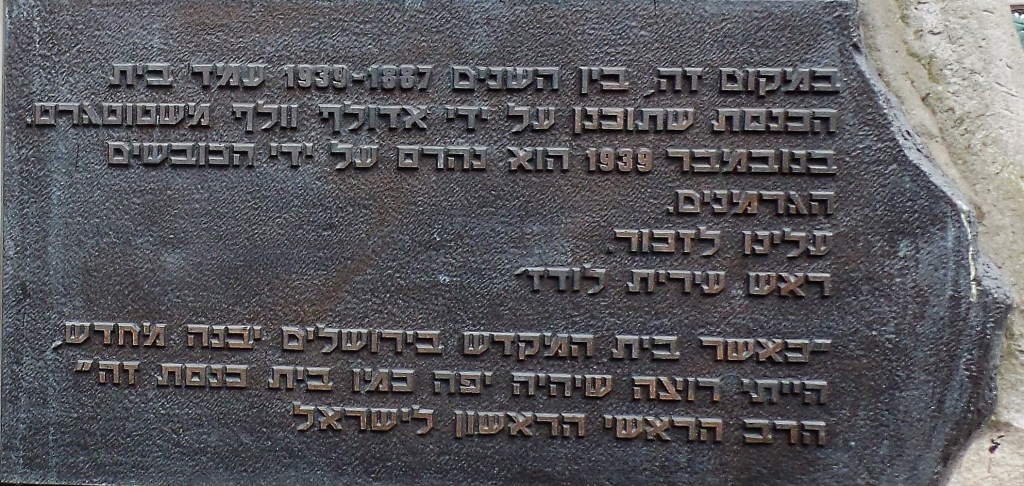 במקום זה, בין השנים 1939-1887 עמד בית
הכנסת שתוכנן על ידי אדולף וולף משטוטגרט.
בנובמבר 1939 הוא נהרס על ידי הכובשים
הגרמנים.
עלינו לזכור.
ראש עירית לודז'
"כאשר בית המיקדש בירושלים יבנה מחדש,
הייתי רוצה שיהיה יפה כמו בית כנסת זה"
הרב הראשי הראשון לישראל